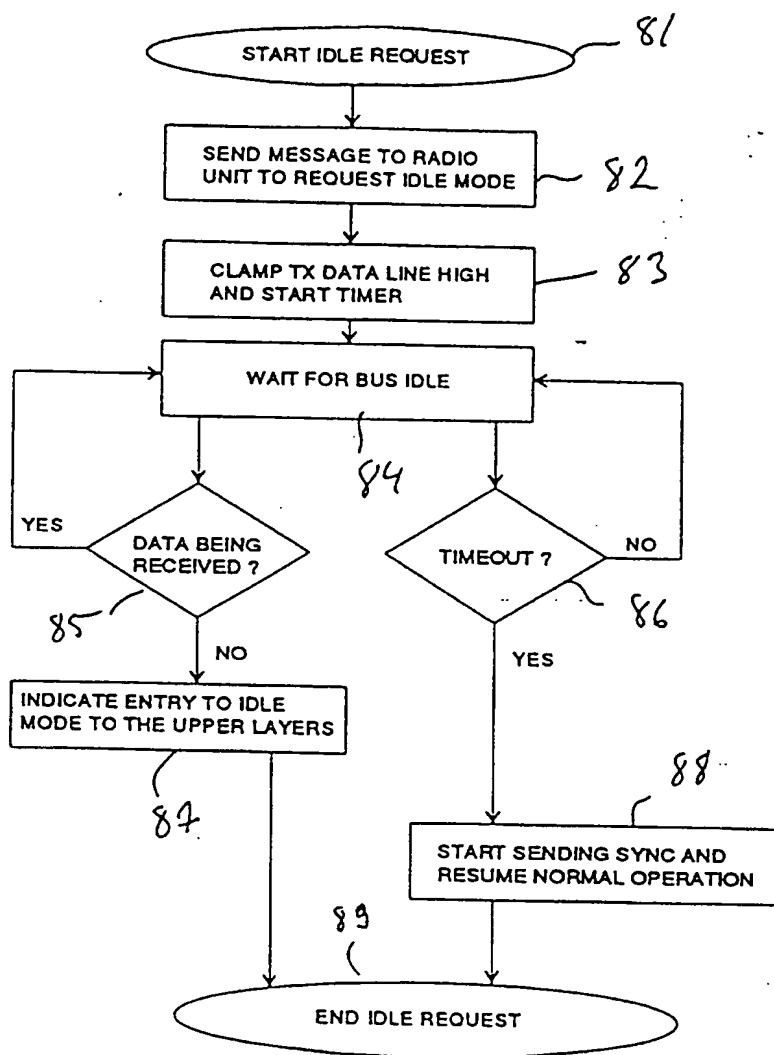 START IDLE REQUEST
81
SEND MESSAGE TO RADIO
UNIT TO REQUEST IDLE MODE
82
CLAMP TX DATA LINE HIGH
AND START TIMER
83
WAIT FOR BUS IDLE
84
YES
DATA BEING
RECEIVED ?
85
TIMEOUT ?
NO
86
NO
YES
INDICATE ENTRY TO IDLE
MODE TO THE UPPER LAYERS
87
88
START SENDING SYNC AND
RESUME NORMAL OPERATION
89
END IDLE REQUEST